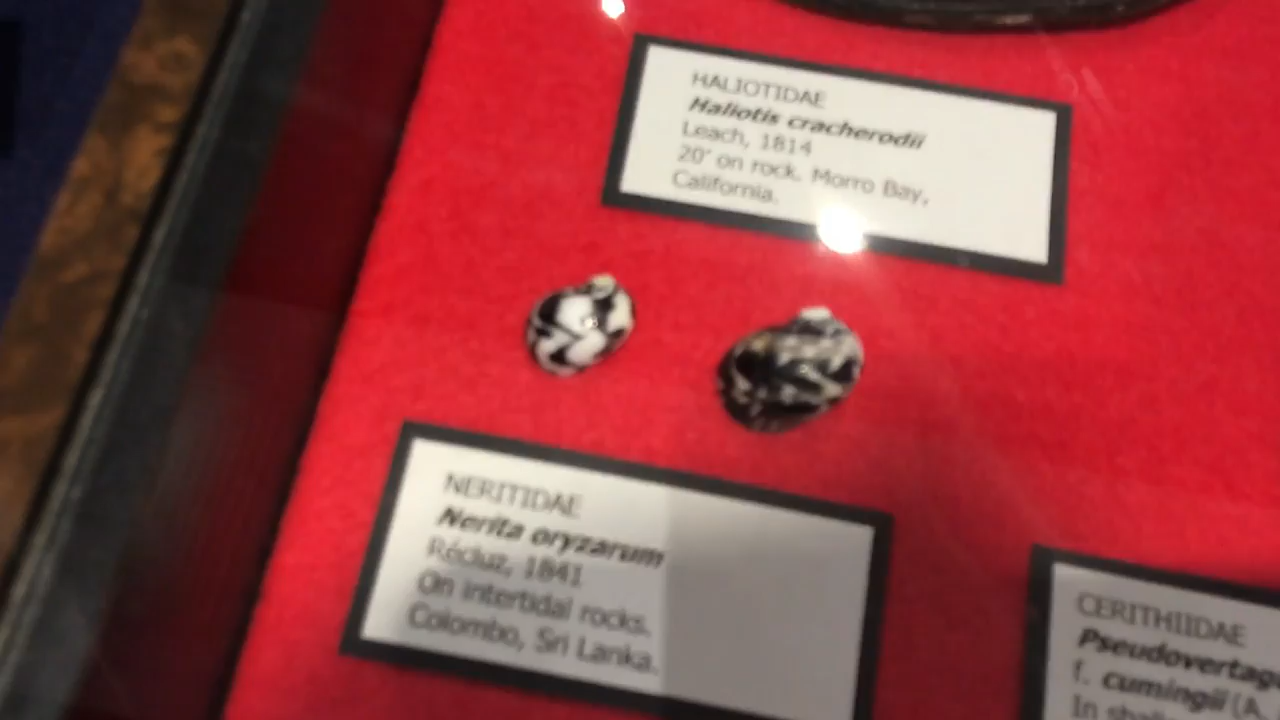 HALIOTIDAE
Haliotis cracherodii
Leach, 1814
20' on rock. Morro Bay,
California.
NERITIDAE
Nerita oryzarum
Récluz, 1841
On intertidal rocks.
Colombo, Sri Lanka.
CERITHIIDAE
f. cumingii (A.
In